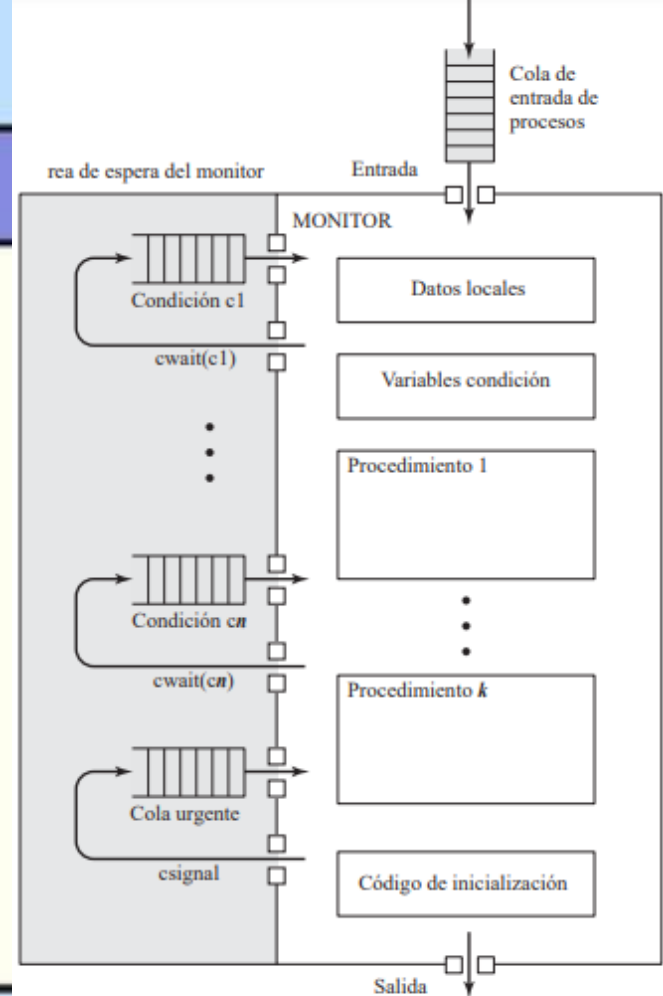 Cola de
entrada de
procesos
rea de espera del monitor
Entrada
MONITOR
Condición c1
cwait(c1)
Datos locales
Variables condición
Procedimiento 1
Condición cn
cwait(cn)
Procedimiento k
Cola urgente
csignal
Código de inicialización
Salida